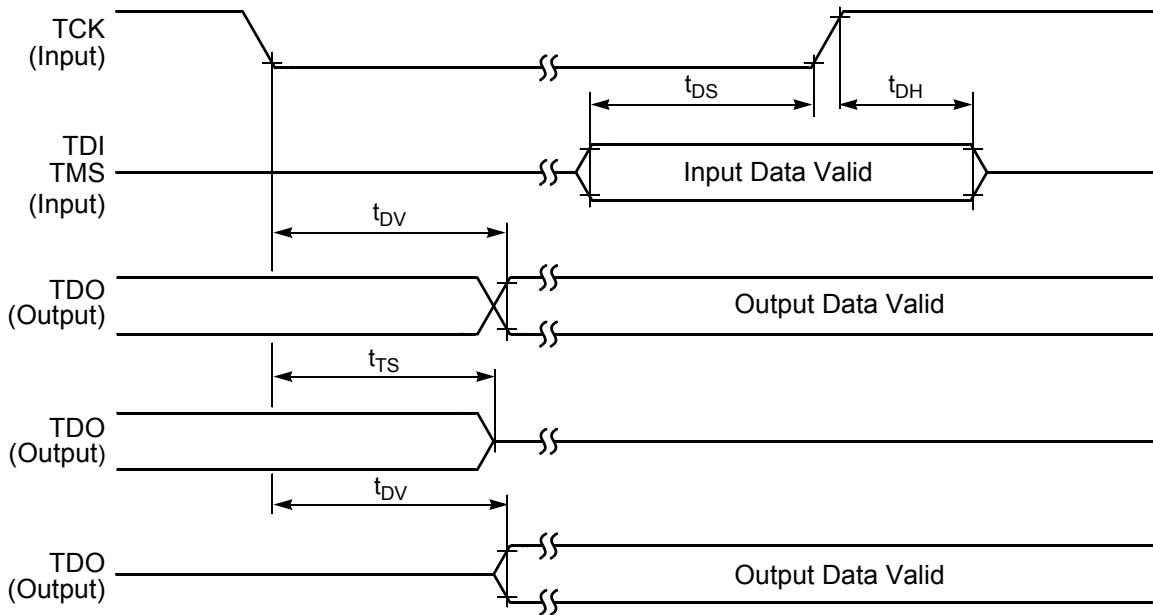 TCK
(Input)
tDS
tDH
TDI
TMS
(Input)
Input Data Valid
tDV
TDO
(Output)
Output Data Valid
tTS
TDO
(Output)
tDV
TDO
(Output)
Output Data Valid